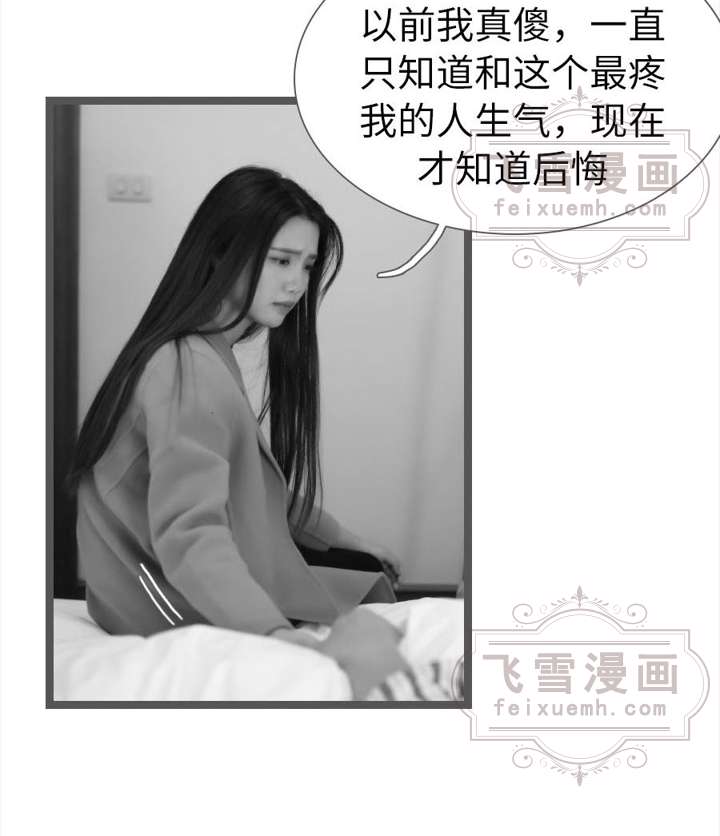 以前我真傻，一直
只知道和这个最疼
我的人生气，现在
才知道后悔
飞雪漫画
feixuemh.com
飞雪漫画
feixuemh.com